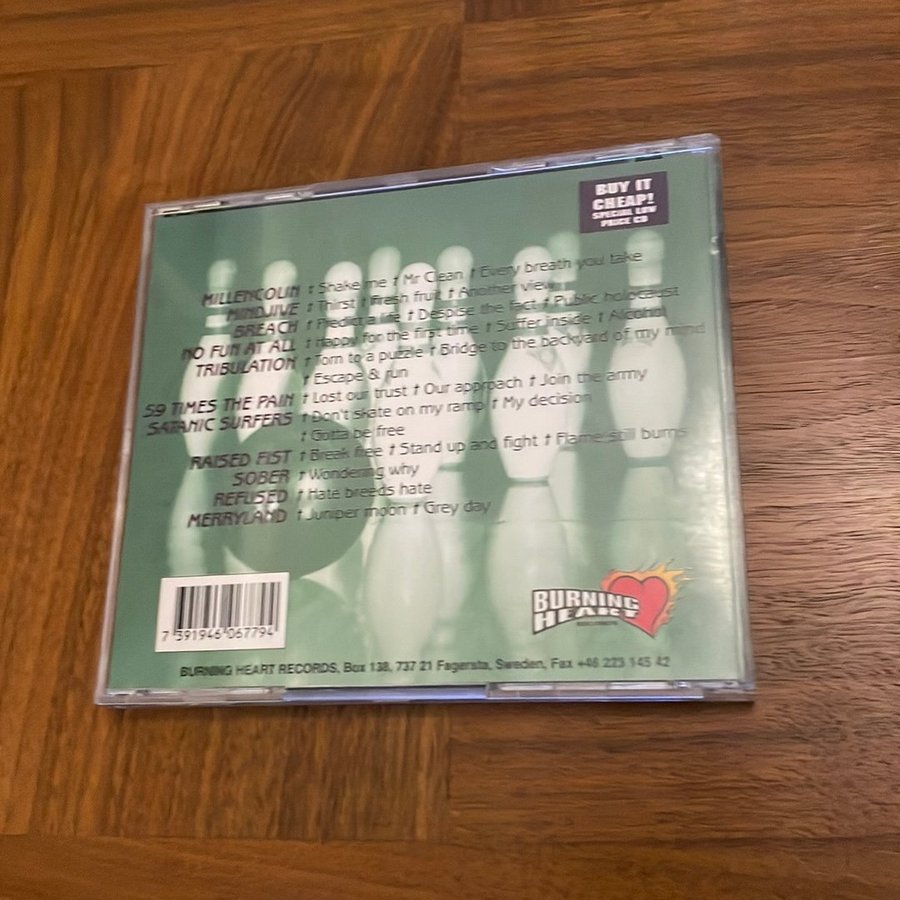 BUY IT
CHEAP!
SPECIAL LOW
PRICE CD
MILLENCOLIN † Shake me † Mr Clean † Every breath you take
MINDJIVE † Thirst † Fresh fruit † Another view
BREACH † Predict a life † Despise the fact † Public holocaust
NO FUN AT ALL † Happy for the first time † Suffer inside † Alcohol
TRIBULATION † Torn to a puzzle † Bridge to the backyard of my mind
† Escape & run
59 TIMES THE PAIN † Lost our trust † Our approach † Join the army
SATANIC SURFERS † Don't skate on my ramp † My decision
† Gotta be free
RAISED FIST † Break free † Stand up and fight † Flame still burns
SOBER † Wondering why
REFUSED † Hate breeds hate
MERRYLAND † Juniper moon † Grey day
7 391946 067794
BURNING
HEART
RECORDS
BURNING HEART RECORDS, Box 138, 737 21 Fagersta, Sweden, Fax +46 223 145 42